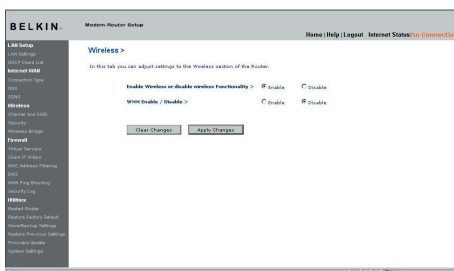 BELKIN
Modem-Router Setup
Home | Help | Logout Internet Status: No Connection
LAN Setup
LAN Settings
DHCP Client List
Internet WAN
Connection Type
DNS
DDNS
Wireless
Channel and SSID
Security
Wireless Bridge
Firewall
Virtual Servers
Client IP Filters
MAC Address Filtering
DMZ
WAN Ping Blocking
Security Log
Utilities
Restart Router
Restore Factory Default
Save/Backup Settings
Restore Previous Settings
Firmware Update
System Settings
Wireless >
In this tab you can adjust settings to the Wireless section of the Router.
Enable Wireless or disable wireless Functionality > Enable Disable
WMM Enable / Disable > Enable Disable
Clear Changes Apply Changes